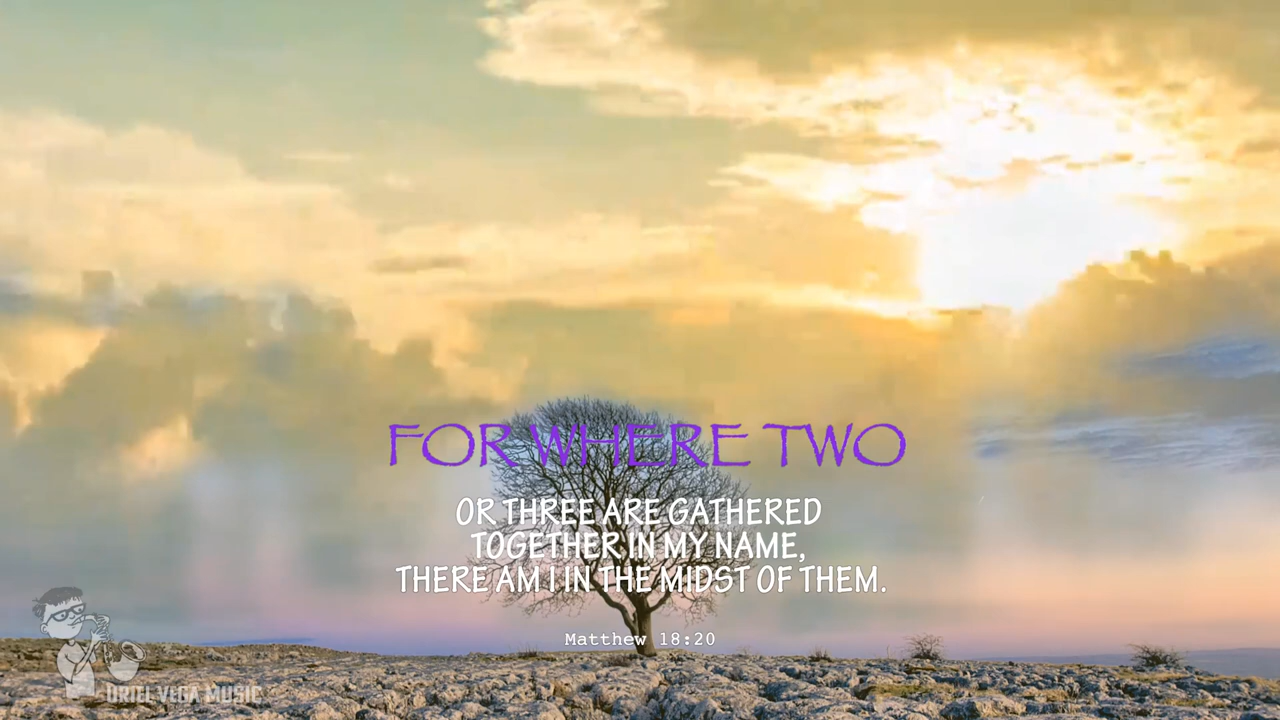 FOR WHERE TWO
OR THREE ARE GATHERED
TOGETHER IN MY NAME,
THERE AM I IN THE MIDST OF THEM.
Matthew 18:20
URIEL VEGA MUSIC